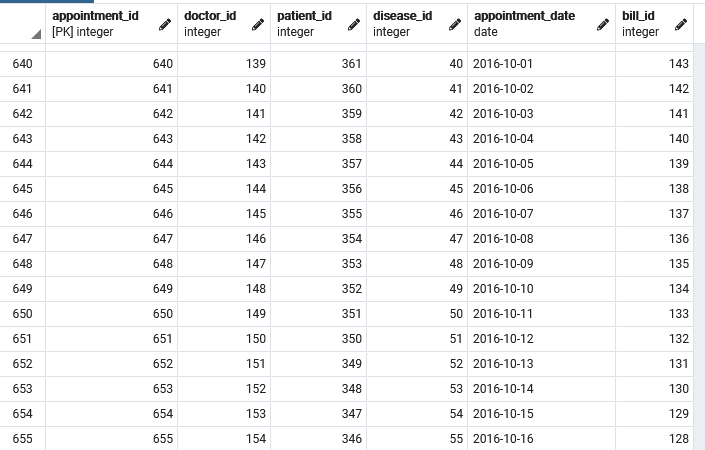 appointment_id doctor_id patient_id disease_id appointment_date bill_id
[PK] integer integer integer integer date integer
640 640 139 361 40 2016-10-01 143
641 641 140 360 41 2016-10-02 142
642 642 141 359 42 2016-10-03 141
643 643 142 358 43 2016-10-04 140
644 644 143 357 44 2016-10-05 139
645 645 144 356 45 2016-10-06 138
646 646 145 355 46 2016-10-07 137
647 647 146 354 47 2016-10-08 136
648 648 147 353 48 2016-10-09 135
649 649 148 352 49 2016-10-10 134
650 650 149 351 50 2016-10-11 133
651 651 150 350 51 2016-10-12 132
652 652 151 349 52 2016-10-13 131
653 653 152 348 53 2016-10-14 130
654 654 153 347 54 2016-10-15 129
655 655 154 346 55 2016-10-16 128